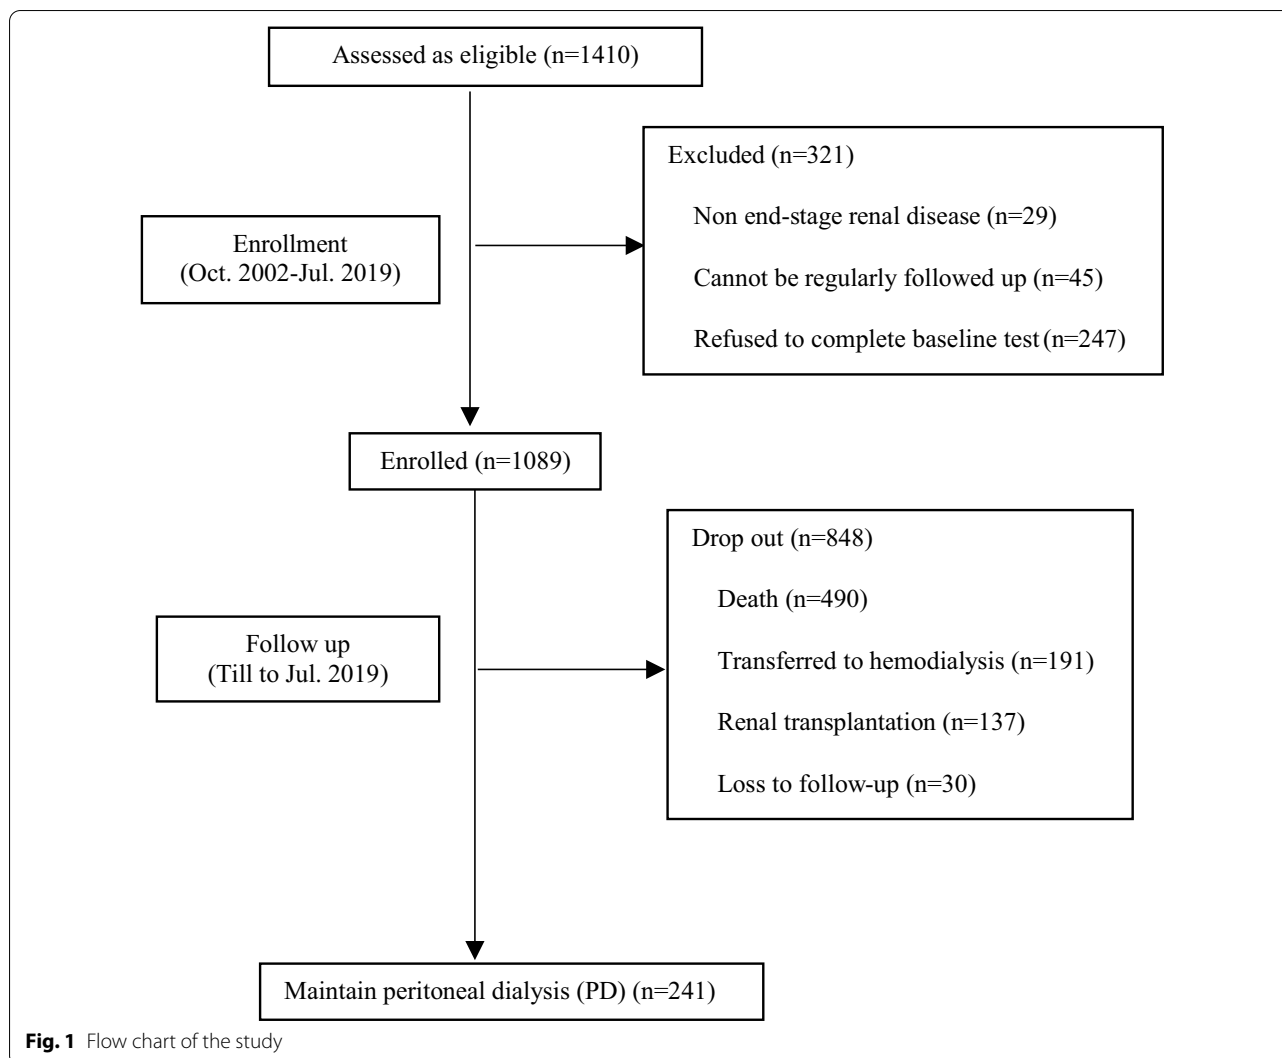 Assessed as eligible (n=1410)
Excluded (n=321)
Non end-stage renal disease (n=29)
Cannot be regularly followed up (n=45)
Refused to complete baseline test (n=247)
Enrollment
(Oct. 2002-Jul. 2019)
Enrolled (n=1089)
Drop out (n=848)
Death (n=490)
Transferred to hemodialysis (n=191)
Renal transplantation (n=137)
Loss to follow-up (n=30)
Follow up
(Till to Jul. 2019)
Maintain peritoneal dialysis (PD) (n=241)
Fig. 1 Flow chart of the study